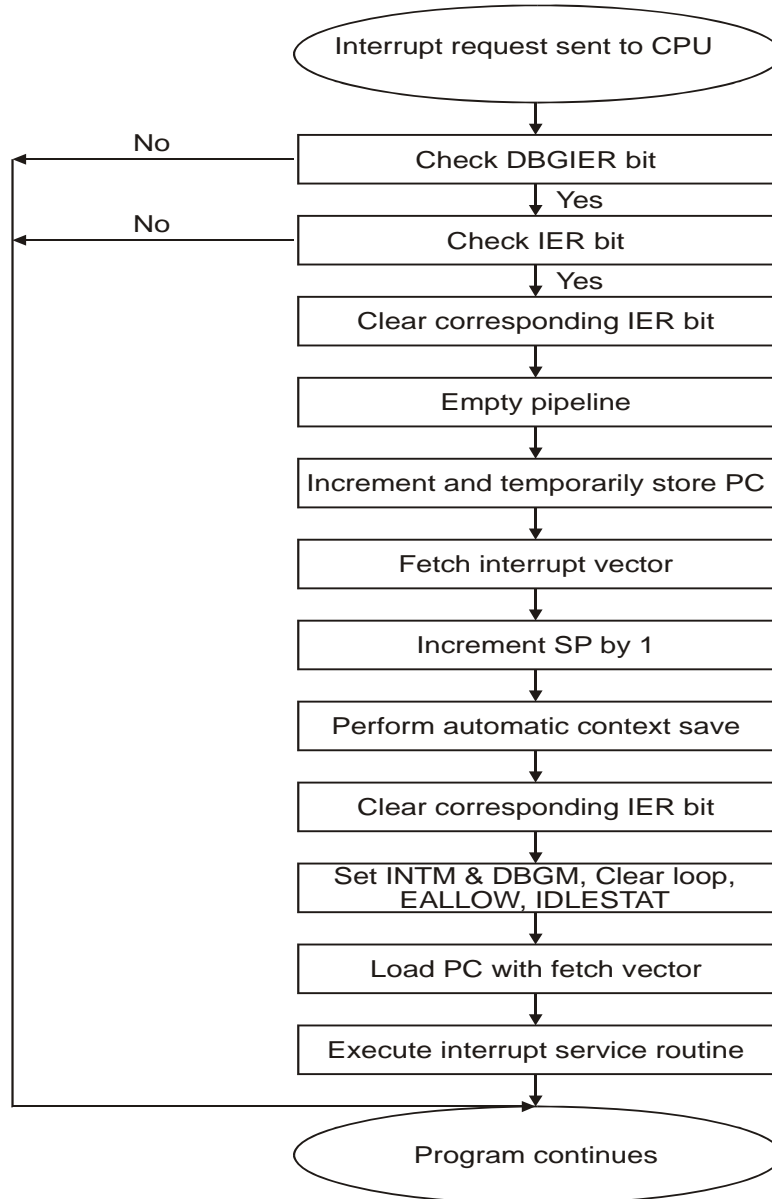 Interrupt request sent to CPU
No
Check DBGIER bit
Yes
No
Check IER bit
Yes
Clear corresponding IER bit
Empty pipeline
Increment and temporarily store PC
Fetch interrupt vector
Increment SP by 1
Perform automatic context save
Clear corresponding IER bit
Set INTM & DBGM, Clear loop,
EALLOW, IDLESTAT
Load PC with fetch vector
Execute interrupt service routine
Program continues